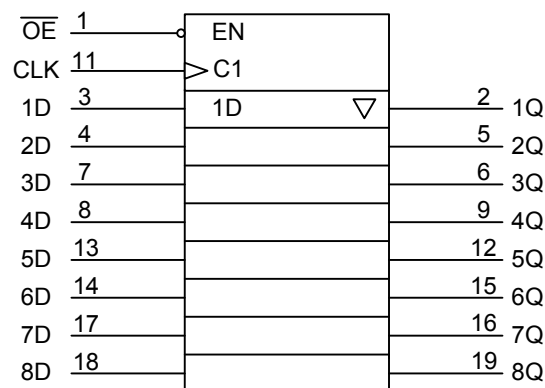 OE 1 EN
CLK 11 C1
1D 3 1D 2 1Q
2D 4 5 2Q
3D 7 6 3Q
4D 8 9 4Q
5D 13 12 5Q
6D 14 15 6Q
7D 17 16 7Q
8D 18 19 8Q